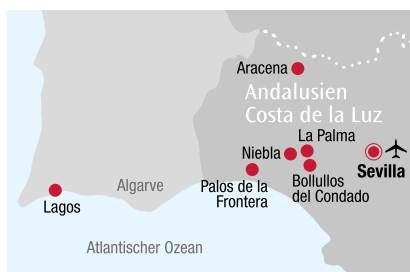 Aracena
Andalusien
Costa de la Luz
La Palma
Niebla
Sevilla
Bollullos
del Condado
Palos de la
Frontera
Algarve
Lagos
Atlantischer Ozean